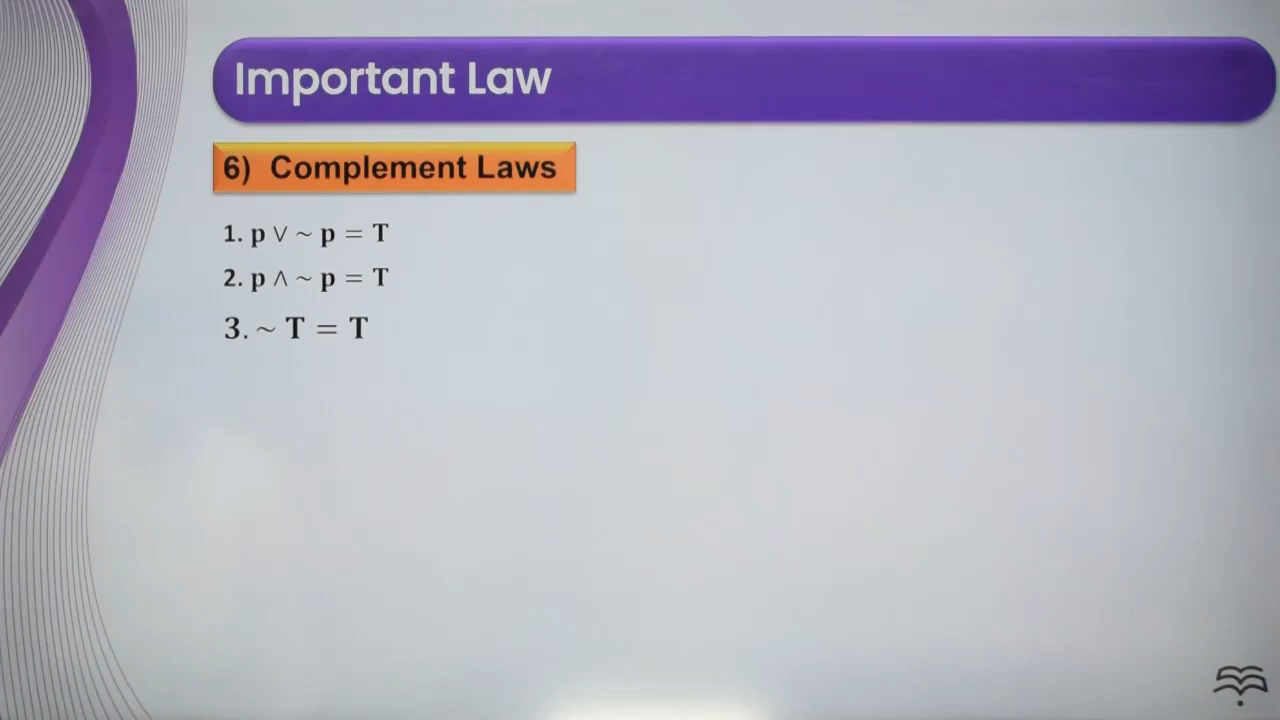 Important Law
6) Complement Laws
1. p ∨ ~ p = T
2. p ∧ ~ p = T
3. ~ T = T